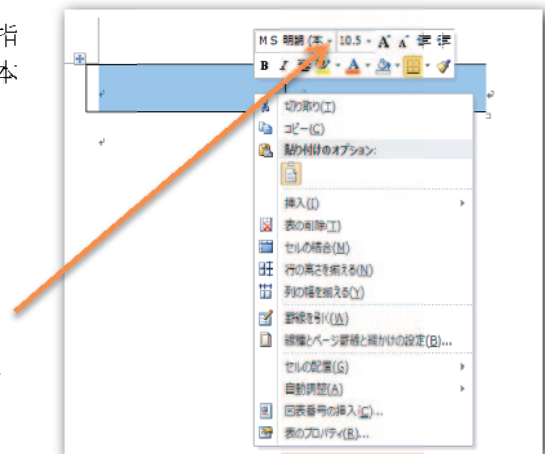 指
本
MS 明朝 (本 10.5 A A
B I A
切り取り(T)
コピー(C)
貼り付けのオプション:
挿入(I)
表の削除(T)
セルの結合(M)
行の高さを揃える(N)
列の幅を揃える(Y)
罫線を引く(W)
線種とページ罫線と網かけの設定(B)...
セルの配置(G)
自動調整(A)
図表番号の挿入(C)...
表のプロパティ(R)...